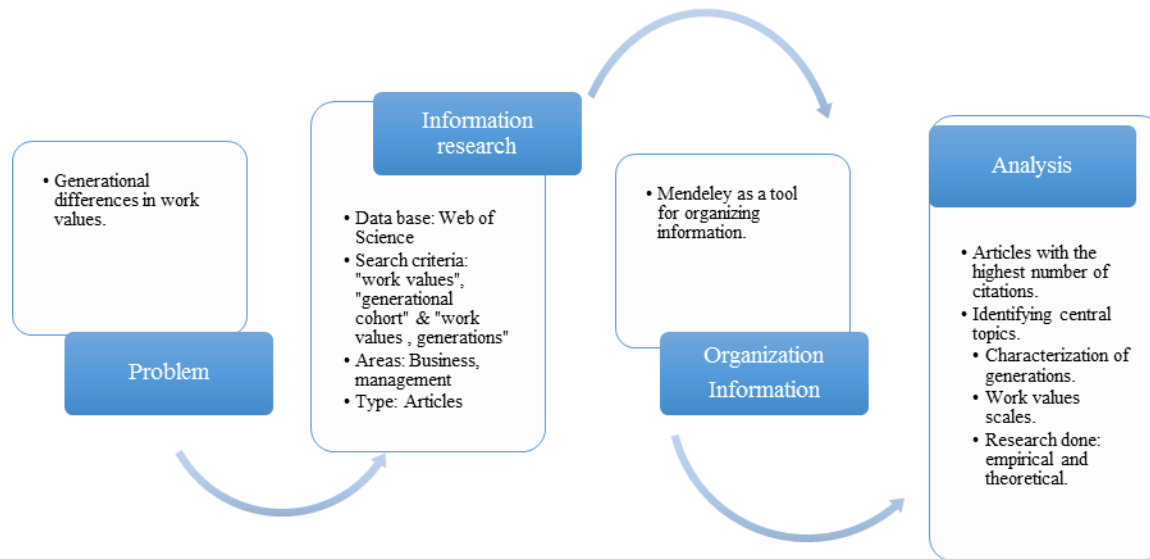 • Generational
differences in work
values.
Problem
Information
research
• Data base: Web of
Science
• Search criteria:
"work values",
"generational
cohort" & "work
values , generations"
• Areas: Business,
management
• Type: Articles
• Mendeley as a tool
for organizing
information.
Organization
Information
Analysis
• Articles with the
highest number of
citations.
• Identifying central
topics.
• Characterization of
generations.
• Work values
scales.
• Research done:
empirical and
theoretical.